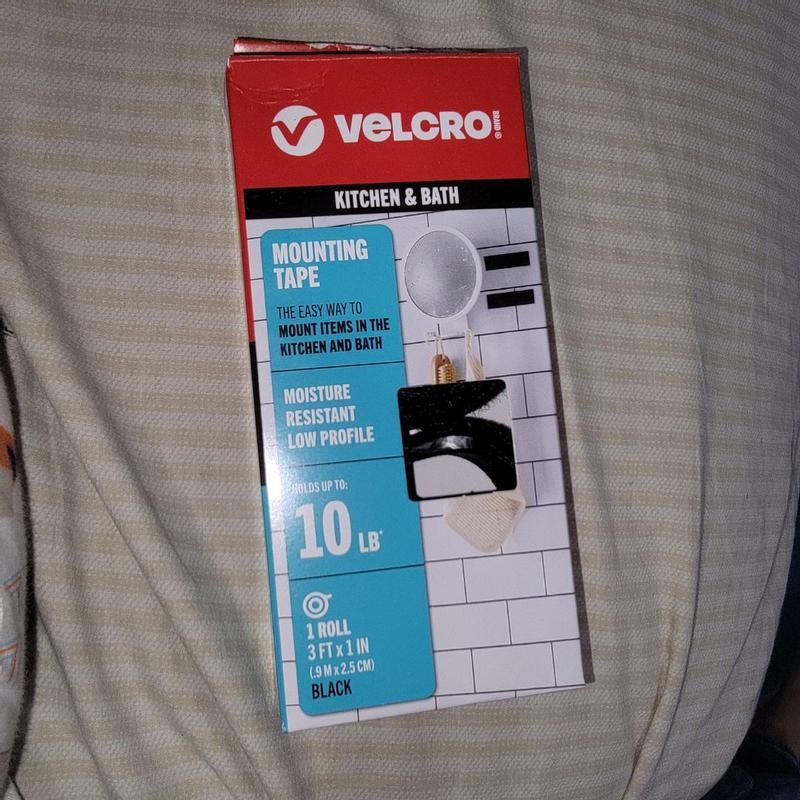 VELCRO BRAND®
KITCHEN & BATH
MOUNTING
TAPE
THE EASY WAY TO
MOUNT ITEMS IN THE
KITCHEN AND BATH
MOISTURE
RESISTANT
LOW PROFILE
HOLDS UP TO:
10 LB*
1 ROLL
3 FT x 1 IN
(.9 M x 2.5 CM)
BLACK